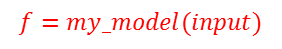 f = my_model(input)